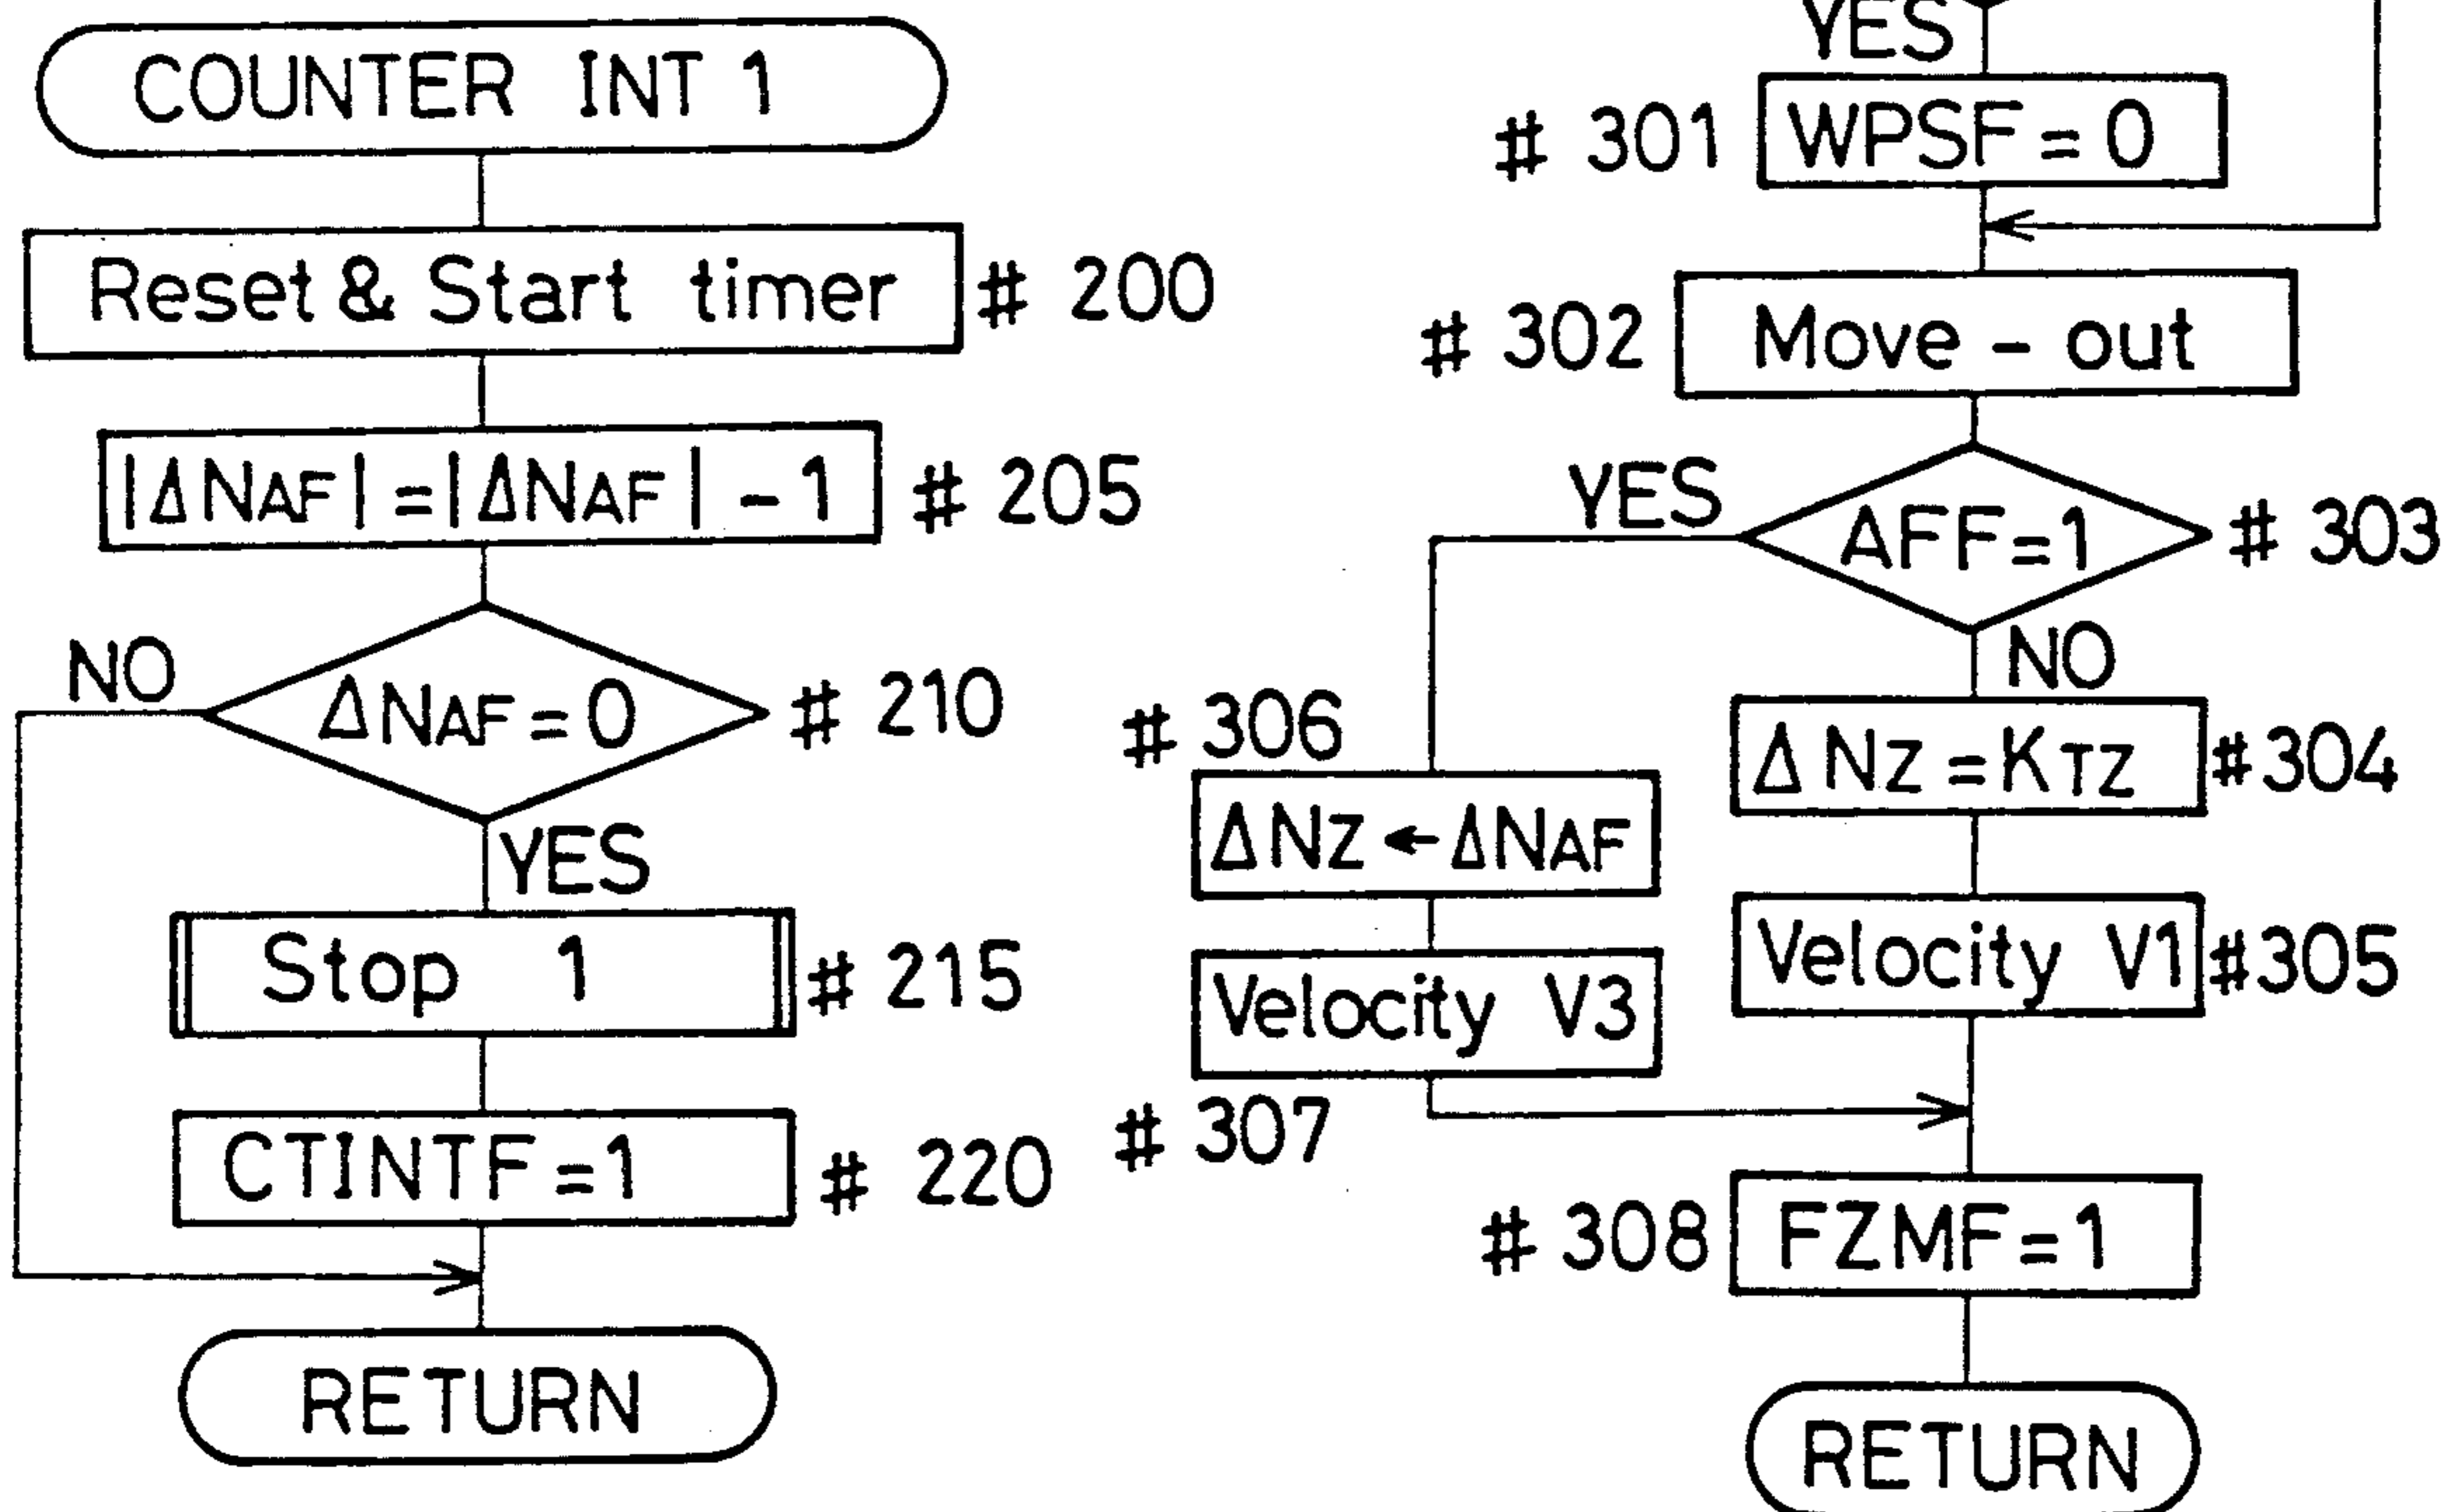 COUNTER INT 1
Reset & Start timer # 200
|ΔNAF| = |ΔNAF| - 1 # 205
NO
ΔNAF = 0 # 210
YES
Stop 1 # 215
CTINTF = 1 # 220
RETURN
YES
# 301 WPSF = 0
# 302 Move - out
YES
AFF = 1 # 303
NO
ΔNZ = KTZ # 304
Velocity V1 # 305
# 306
ΔNZ ← ΔNAF
Velocity V3
# 307
# 308 FZMF = 1
RETURN